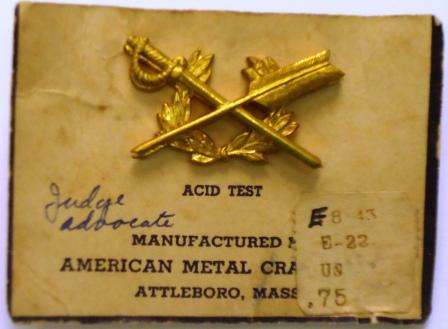 ACID TEST
Judge
advocate
MANUFACTURED
AMERICAN METAL CRA
ATTLEBORO, MASS
E 8-43
E-22
US
.75